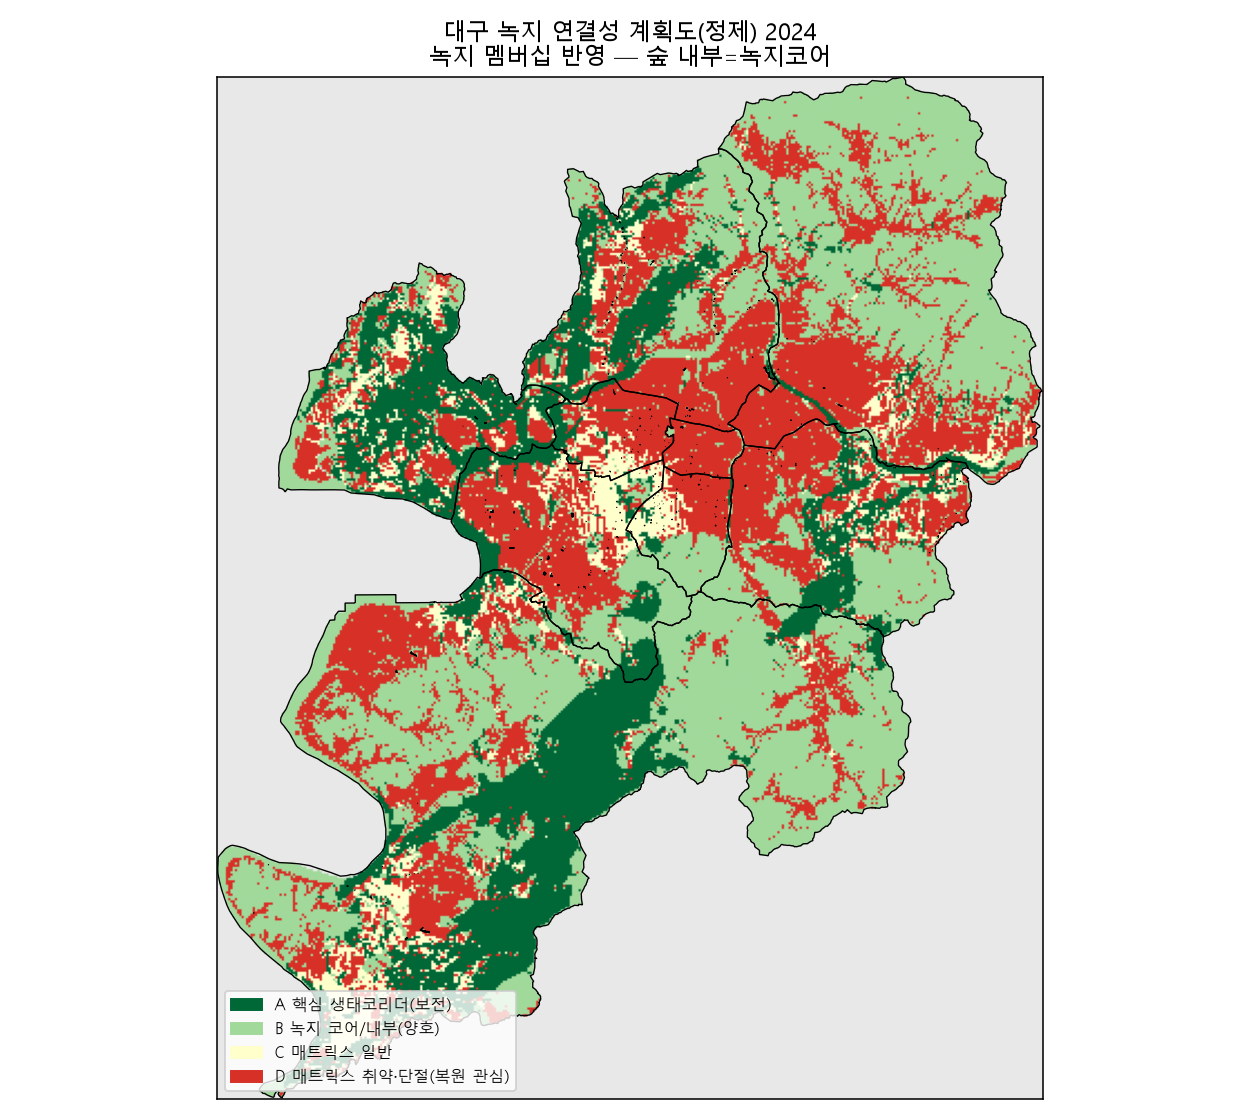 대구 녹지 연결성 계획도(정제) 2024
녹지 멤버십 반영 — 숲 내부=녹지코어
A 핵심 생태코리더(보전)
B 녹지 코어/내부(양호)
C 매트릭스 일반
D 매트릭스 취약·단절(복원 관심)